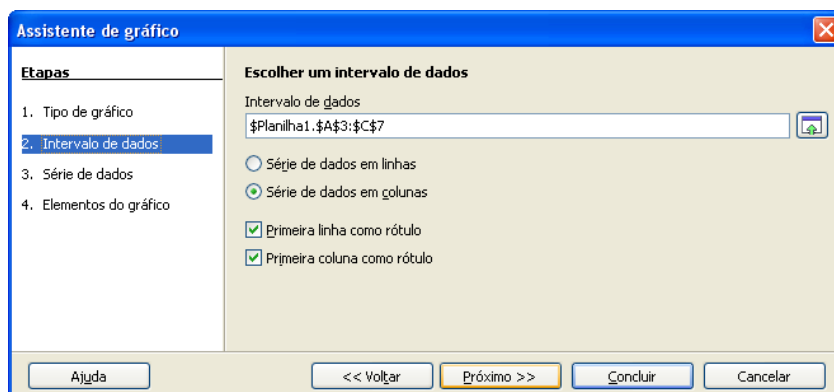 Assistente de gráfico
Etapas
1. Tipo de gráfico
2. Intervalo de dados
3. Série de dados
4. Elementos do gráfico
Escolher um intervalo de dados
Intervalo de dados
$Planilha1.$A$3:$C$7
Série de dados em linhas
Série de dados em colunas
Primeira linha como rótulo
Primeira coluna como rótulo
Ajuda
<< Voltar
Próximo >>
Concluir
Cancelar